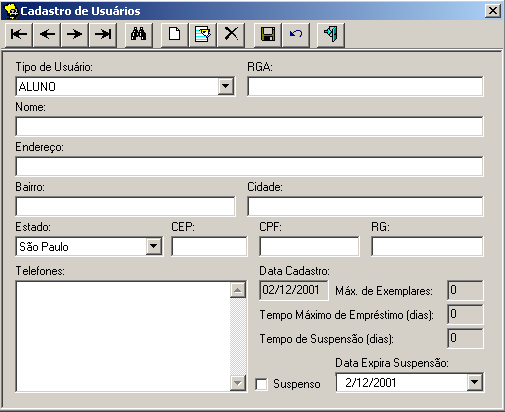 Cadastro de Usuários
Tipo de Usuário: RGA:
ALUNO
Nome:
Endereço:
Bairro: Cidade:
Estado: CEP: CPF: RG:
São Paulo
Telefones: Data Cadastro:
02/12/2001 Máx. de Exemplares: 0
Tempo Máximo de Empréstimo (dias): 0
Tempo de Suspensão (dias): 0
Data Expira Suspensão:
Suspenso 2/12/2001